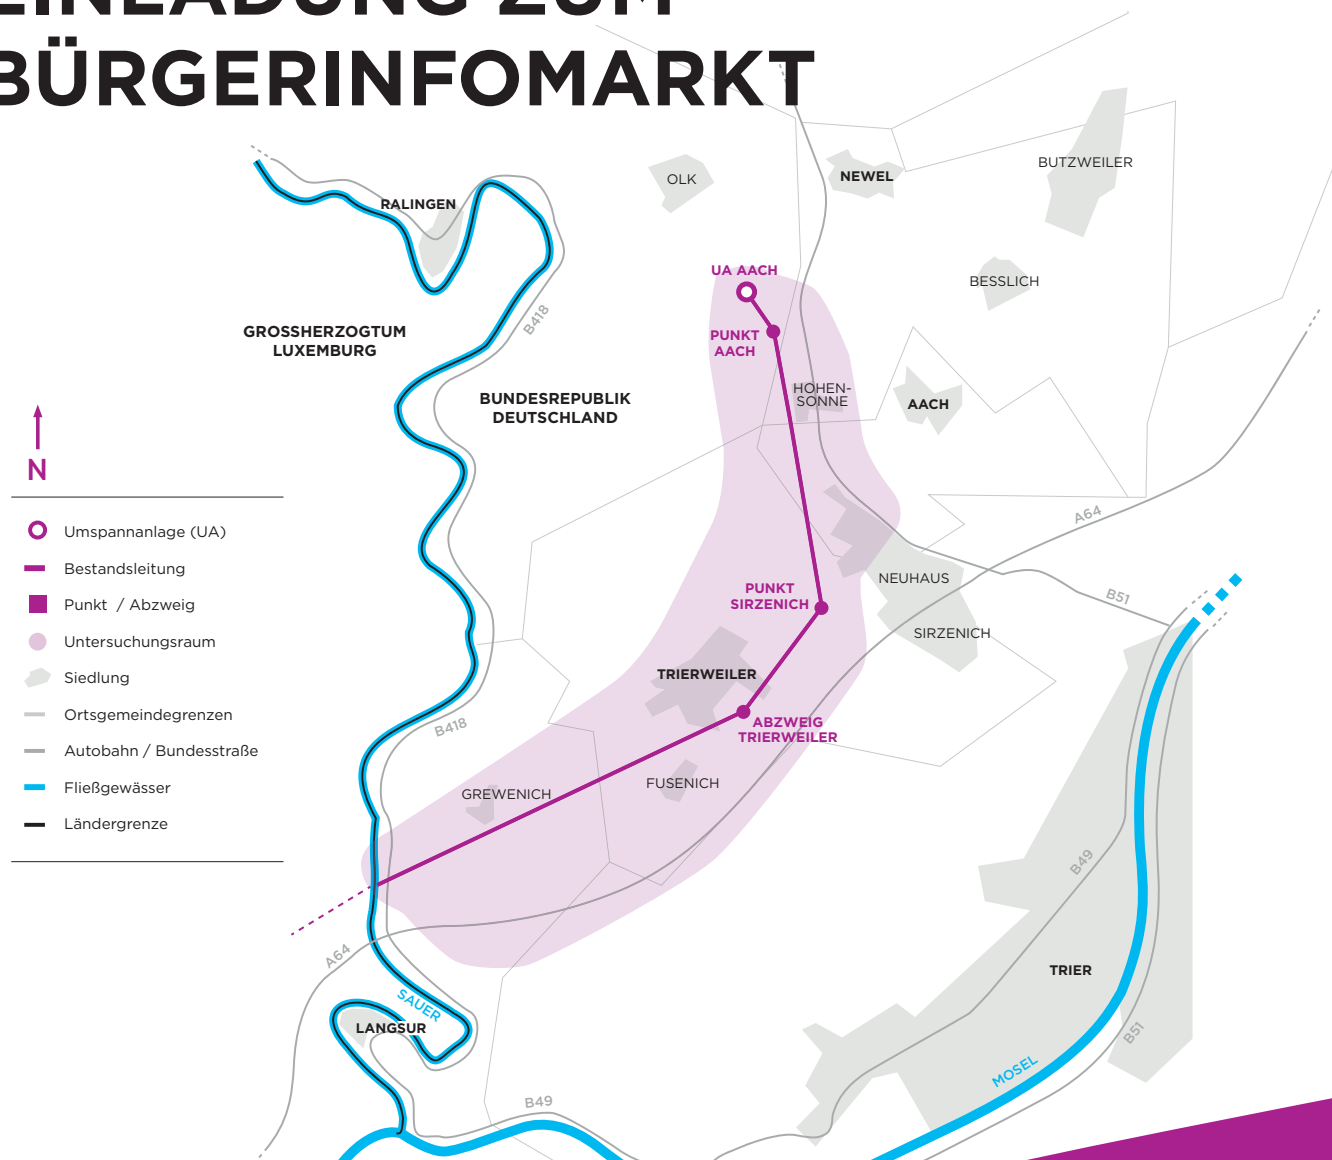 EINLADUNG ZUM
BÜRGERINFOMARKT
OLK
NEWEL
BUTZWEILER
RALINGEN
UA AACH
BESSLICH
GROSSHERZOGTUM
LUXEMBURG
B418
PUNKT
AACH
BUNDESREPUBLIK
DEUTSCHLAND
HOHEN-
SONNE
AACH
N
Umspannanlage (UA)
Bestandsleitung
Punkt / Abzweig
Untersuchungsraum
Siedlung
Ortsgemeindegrenzen
Autobahn / Bundesstraße
Fließgewässer
Ländergrenze
A64
NEUHAUS
PUNKT
SIRZENICH
B51
SIRZENICH
TRIERWEILER
ABZWEIG
TRIERWEILER
B418
GREWENICH
FUSENICH
B49
A64
TRIER
SAUER
LANGSUR
B51
MOSEL
B49